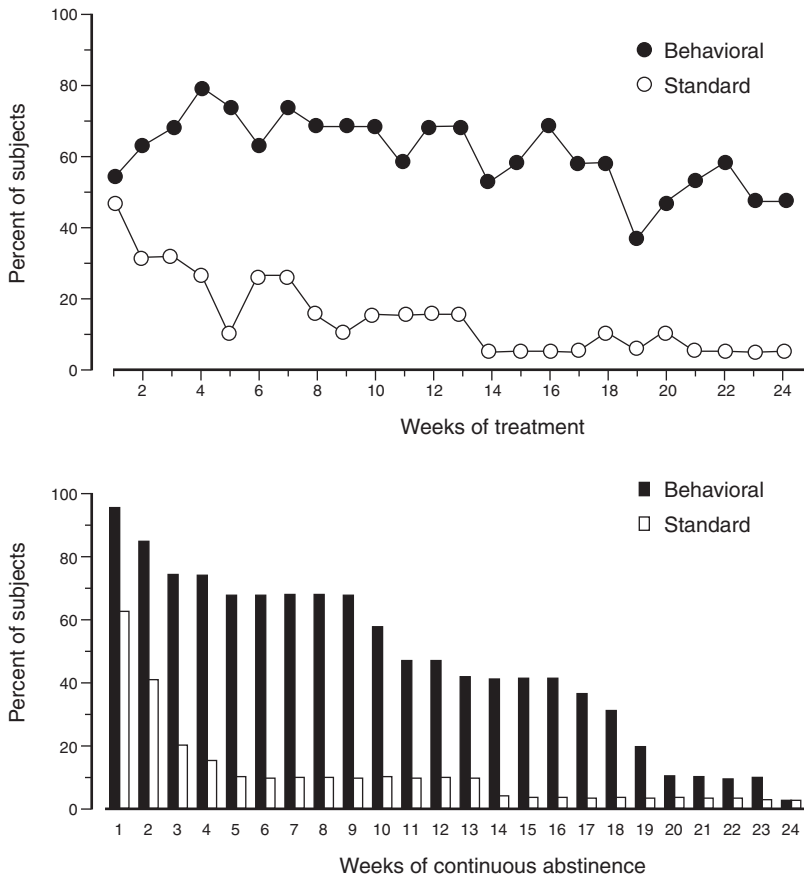 100
80
60
40
20
0
Percent of subjects
Behavioral
Standard
2 4 6 8 10 12 14 16 18 20 22 24
Weeks of treatment
100
80
60
40
20
0
Percent of subjects
Behavioral
Standard
1 2 3 4 5 6 7 8 9 10 11 12 13 14 15 16 17 18 19 20 21 22 23 24
Weeks of continuous abstinence